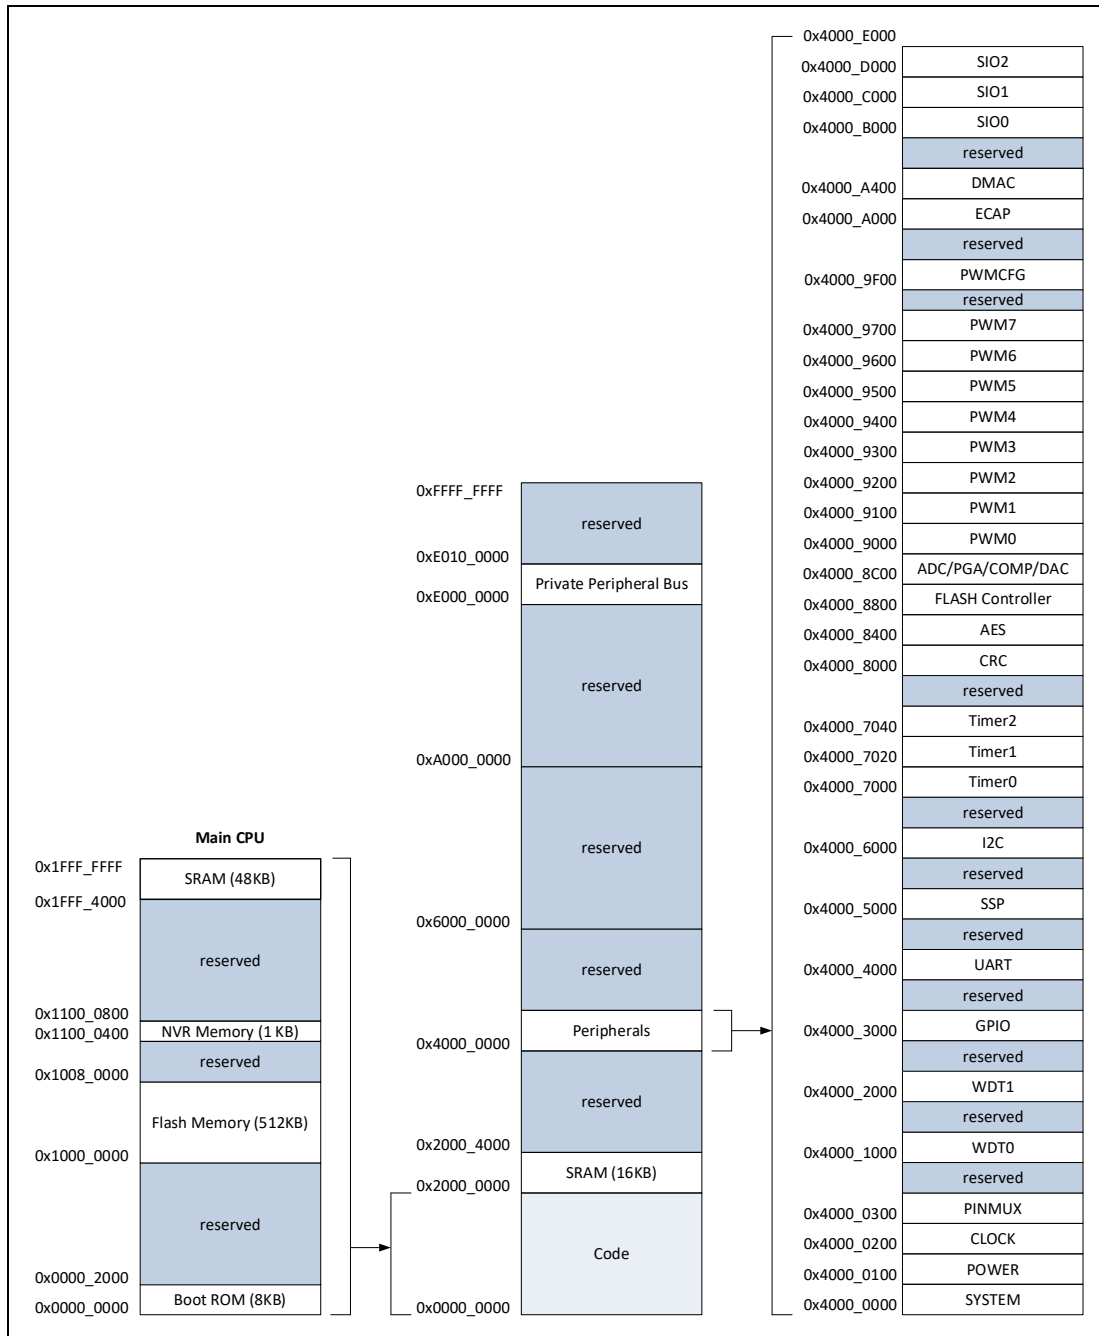 Main CPU
0x1FFF_FFFF
SRAM (48KB)
0x1FFF_4000
reserved
0x1100_0800
NVR Memory (1 KB)
0x1100_0400
reserved
0x1008_0000
Flash Memory (512KB)
0x1000_0000
reserved
0x0000_2000
Boot ROM (8KB)
0x0000_0000
0xFFFF_FFFF
reserved
0xE010_0000
Private Peripheral Bus
0xE000_0000
reserved
0xA000_0000
reserved
0x6000_0000
reserved
Peripherals
0x4000_0000
reserved
0x2000_4000
SRAM (16KB)
0x2000_0000
Code
0x0000_0000
0x4000_E000
SIO2
0x4000_D000
SIO1
0x4000_C000
SIO0
0x4000_B000
reserved
DMAC
0x4000_A400
ECAP
0x4000_A000
reserved
PWMCFG
0x4000_9F00
reserved
PWM7
0x4000_9700
PWM6
0x4000_9600
PWM5
0x4000_9500
PWM4
0x4000_9400
PWM3
0x4000_9300
PWM2
0x4000_9200
PWM1
0x4000_9100
PWM0
0x4000_9000
ADC/PGA/COMP/DAC
0x4000_8C00
FLASH Controller
0x4000_8800
AES
0x4000_8400
CRC
0x4000_8000
reserved
Timer2
0x4000_7040
Timer1
0x4000_7020
Timer0
0x4000_7000
reserved
I2C
0x4000_6000
reserved
SSP
0x4000_5000
reserved
UART
0x4000_4000
reserved
GPIO
0x4000_3000
reserved
WDT1
0x4000_2000
reserved
WDT0
0x4000_1000
reserved
PINMUX
0x4000_0300
CLOCK
0x4000_0200
POWER
0x4000_0100
SYSTEM
0x4000_0000